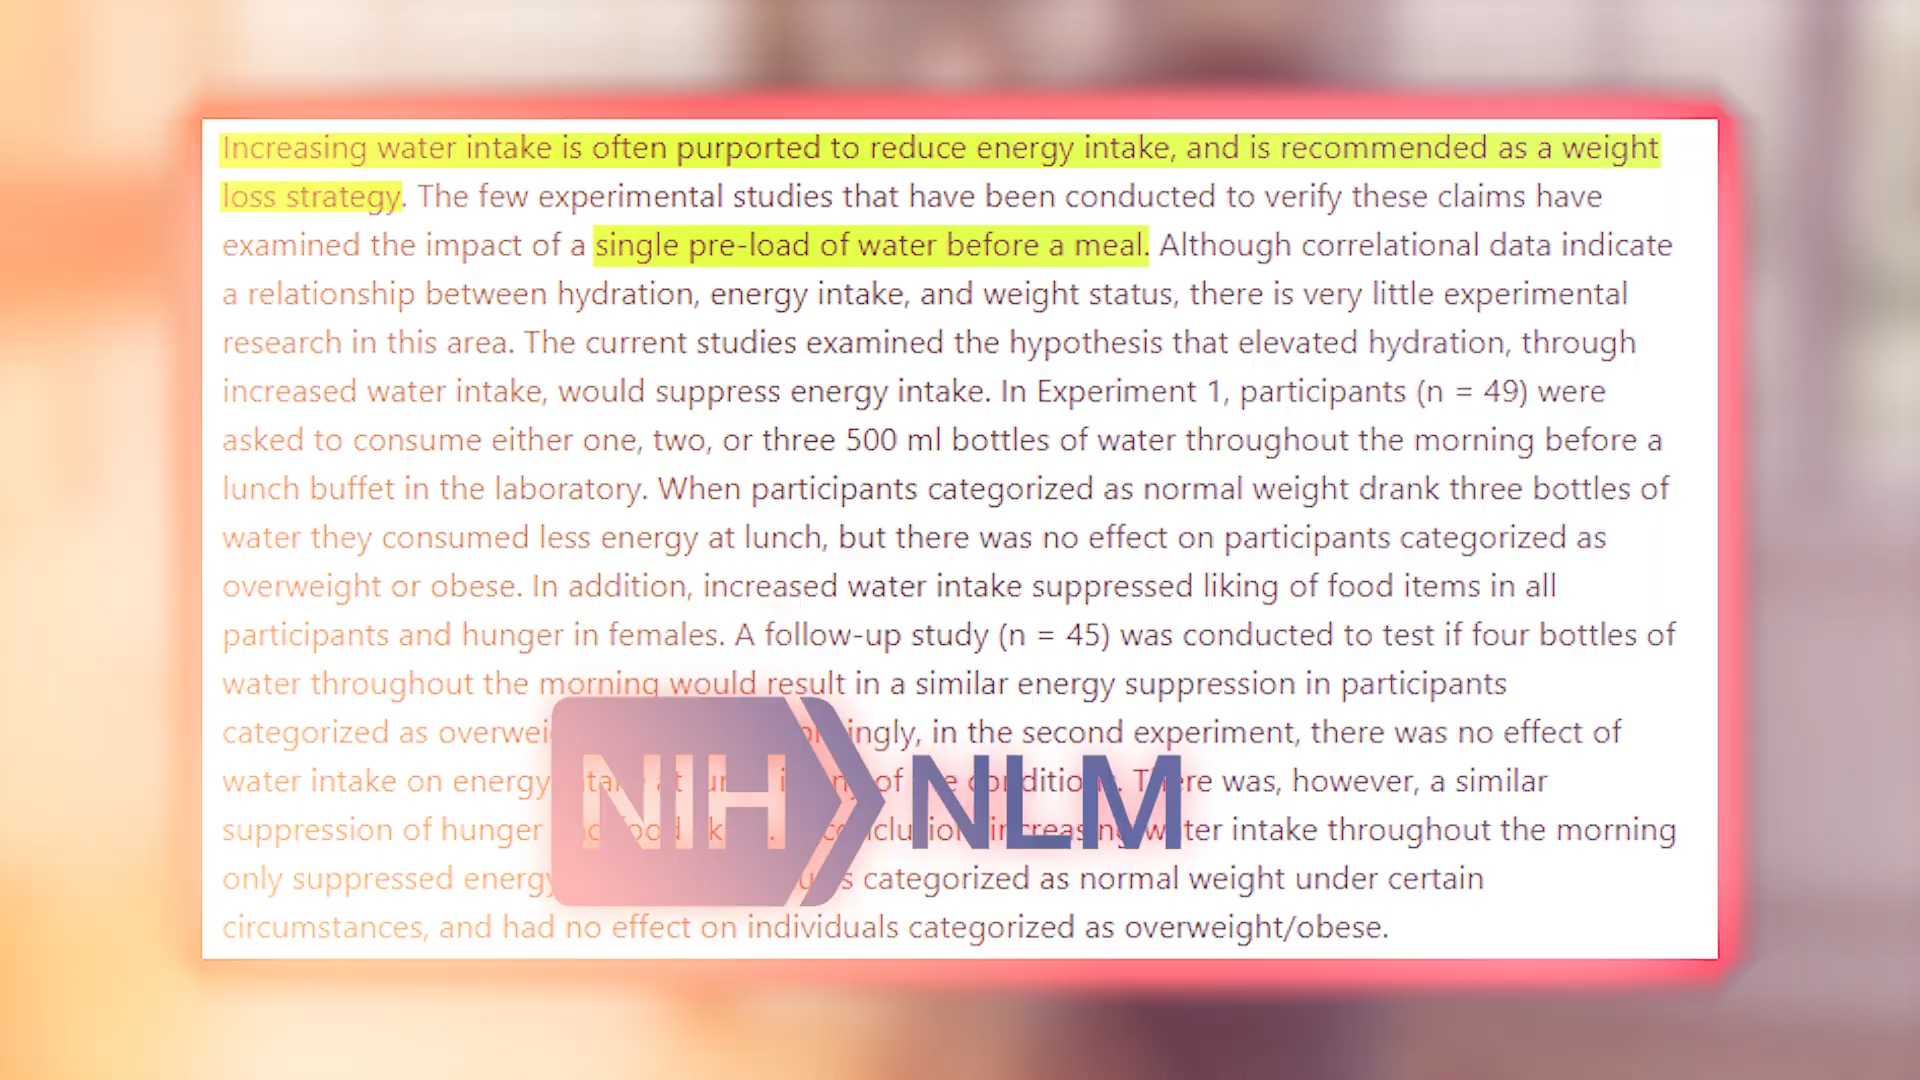 Increasing water intake is often purported to reduce energy intake, and is recommended as a weight
loss strategy. The few experimental studies that have been conducted to verify these claims have
examined the impact of a single pre-load of water before a meal. Although correlational data indicate
a relationship between hydration, energy intake, and weight status, there is very little experimental
research in this area. The current studies examined the hypothesis that elevated hydration, through
increased water intake, would suppress energy intake. In Experiment 1, participants (n = 49) were
asked to consume either one, two, or three 500 ml bottles of water throughout the morning before a
lunch buffet in the laboratory. When participants categorized as normal weight drank three bottles of
water they consumed less energy at lunch, but there was no effect on participants categorized as
overweight or obese. In addition, increased water intake suppressed liking of food items in all
participants and hunger in females. A follow-up study (n = 45) was conducted to test if four bottles of
water throughout the morning would result in a similar energy suppression in participants
categorized as in the second experiment, there was no effect of
water intake on energy of There was, however, a similar
suppression of hunger increasing water intake throughout the morning
only suppressed categorized as normal weight under certain
circumstances, and had no effect on individuals categorized as overweight/obese.
NIH NLM